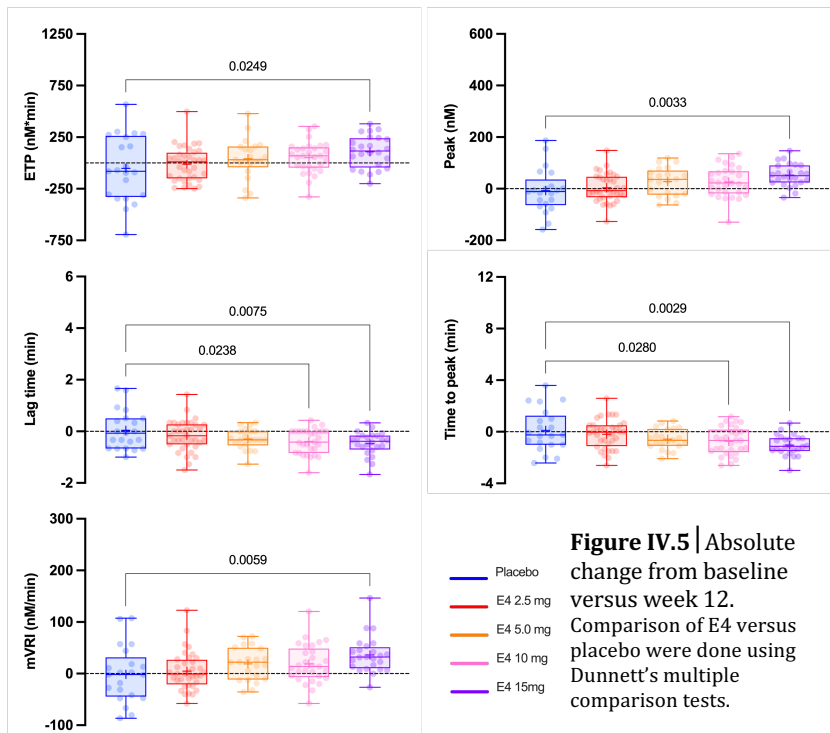 1250
750
250
-250
-750
ETP (nM*min)
0.0249
600
400
200
0
-200
Peak (nM)
0.0033
6
4
2
0
-2
Lag time (min)
0.0075
0.0238
12
8
4
0
-4
Time to peak (min)
0.0029
0.0280
300
200
100
0
-100
mVRI (nM/min)
0.0059
Placebo
E4 2.5 mg
E4 5.0 mg
E4 10 mg
E4 15mg
Figure IV.5 | Absolute
change from baseline
versus week 12.
Comparison of E4 versus
placebo were done using
Dunnett’s multiple
comparison tests.